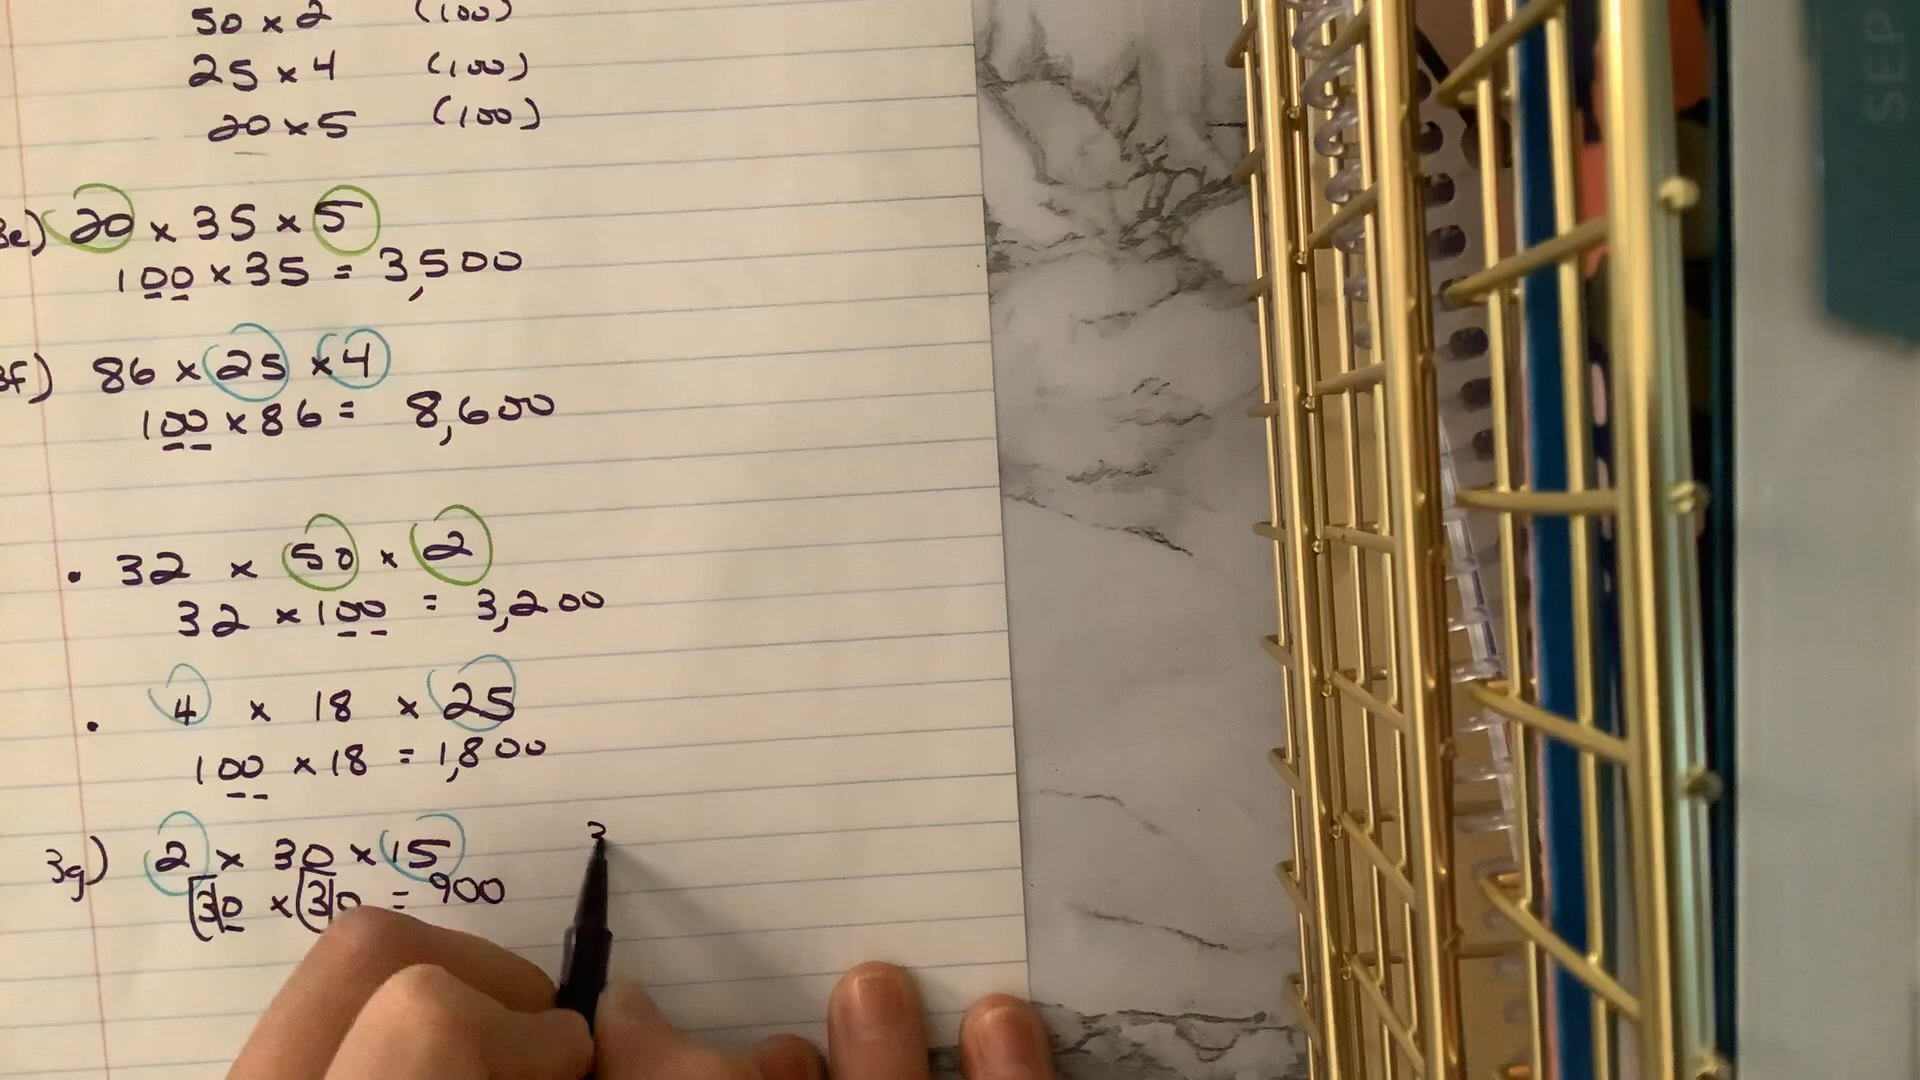 50 x 2 (100)
25 x 4 (100)
20 x 5 (100)
3e) 20 x 35 x 5
100 x 35 = 3,500
3f) 86 x 25 x 4
100 x 86 = 8,600
• 32 x 50 x 2
32 x 100 = 3,200
• 4 x 18 x 25
100 x 18 = 1,800
3g) 2 x 30 x 15
30 x 30 = 900
3
SEP